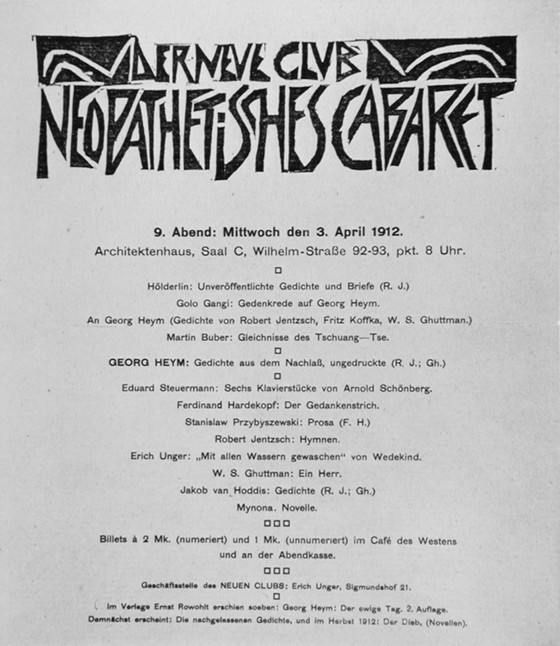 DER NEUE CLUB
NEOPATHETISCHES CABARET
9. Abend: Mittwoch den 3. April 1912.
Architektenhaus, Saal C, Wilhelm-Straße 92-93, pkt. 8 Uhr.
Hölderlin: Unveröffentlichte Gedichte und Briefe (R. J.)
Golo Gangi: Gedenkrede auf Georg Heym.
An Georg Heym (Gedichte von Robert Jentzsch, Fritz Koffka, W. S. Ghuttman.)
Martin Buber: Gleichnisse des Tschuang—Tse.
GEORG HEYM: Gedichte aus dem Nachlaß, ungedruckte (R. J.; Gh.)
Eduard Steuermann: Sechs Klavierstücke von Arnold Schönberg.
Ferdinand Hardekopf: Der Gedankenstrich.
Stanislaw Przybyszewski: Prosa (F. H.)
Robert Jentzsch: Hymnen.
Erich Unger: „Mit allen Wassern gewaschen“ von Wedekind.
W. S. Ghuttman: Ein Herr.
Jakob van Hoddis: Gedichte (R. J.; Gh.)
Mynona. Novelle.
Billets à 2 Mk. (numeriert) und 1 Mk. (unnumeriert) im Café des Westens
und an der Abendkasse.
Geschäftsstelle des NEUEN CLUBS: Erich Unger, Sigmundshof 21.
Im Verlage Ernst Rowohlt erschien soeben: Georg Heym: Der ewige Tag. 2. Auflage.
Demnächst erscheint: Die nachgelassenen Gedichte, und im Herbst 1912: Der Dieb, (Novellen).